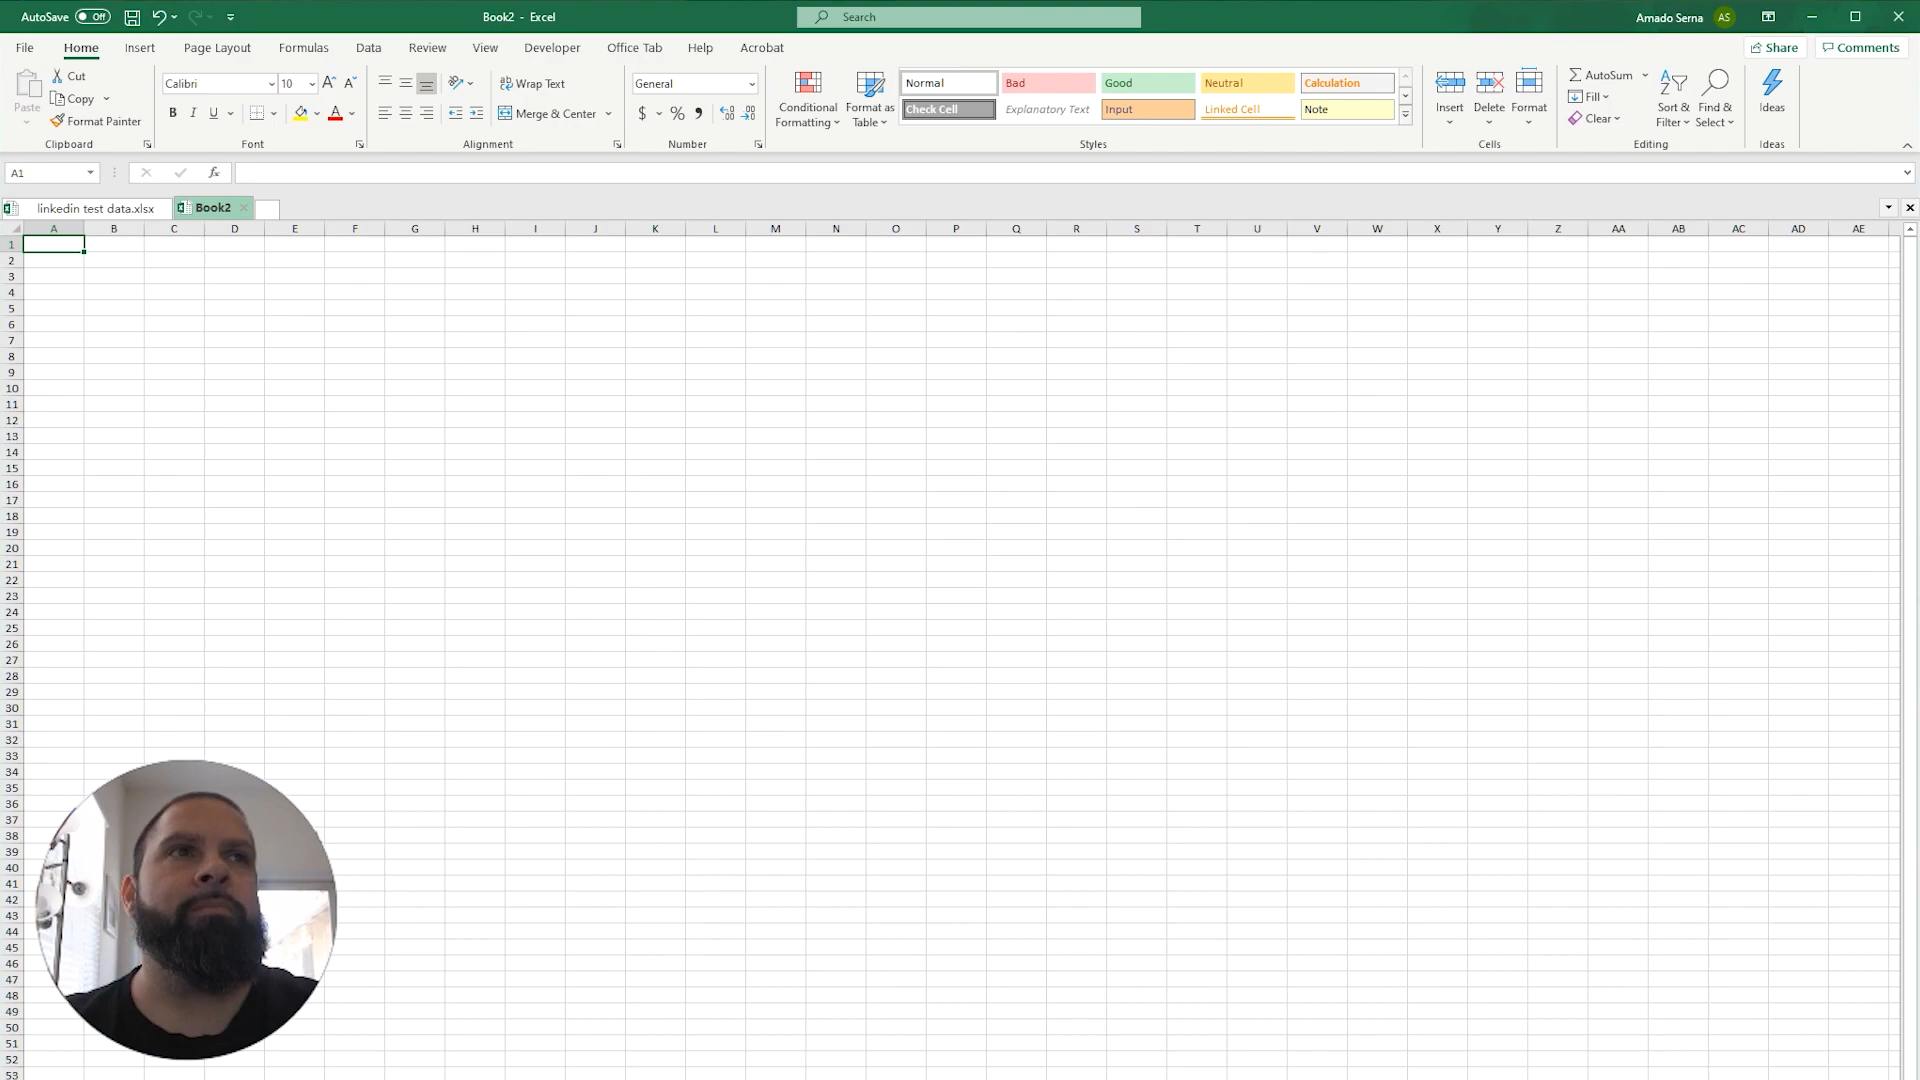 AutoSave Off Book2 - Excel Search Amado Serna AS
File Home Insert Page Layout Formulas Data Review View Developer Office Tab Help Acrobat Share Comments
Paste
Cut
Copy
Format Painter
Clipboard
Calibri 10
B I U A
Font
Wrap Text
Merge & Center
Alignment
General
$ % ,
Number
Conditional
Formatting
Format as
Table
Normal Bad Good Neutral Calculation
Check Cell Explanatory Text Input Linked Cell Note
Styles
Insert Delete Format
Cells
AutoSum
Fill
Clear
Sort &
Filter
Find &
Select
Editing
Ideas
Ideas
A1 fx
linkedin test data.xlsx Book2
A B C D E F G H I J K L M N O P Q R S T U V W X Y Z AA AB AC AD AE
1
2
3
4
5
6
7
8
9
10
11
12
13
14
15
16
17
18
19
20
21
22
23
24
25
26
27
28
29
30
31
32
33
34
35
36
37
38
39
40
41
42
43
44
45
46
47
48
49
50
51
52
53